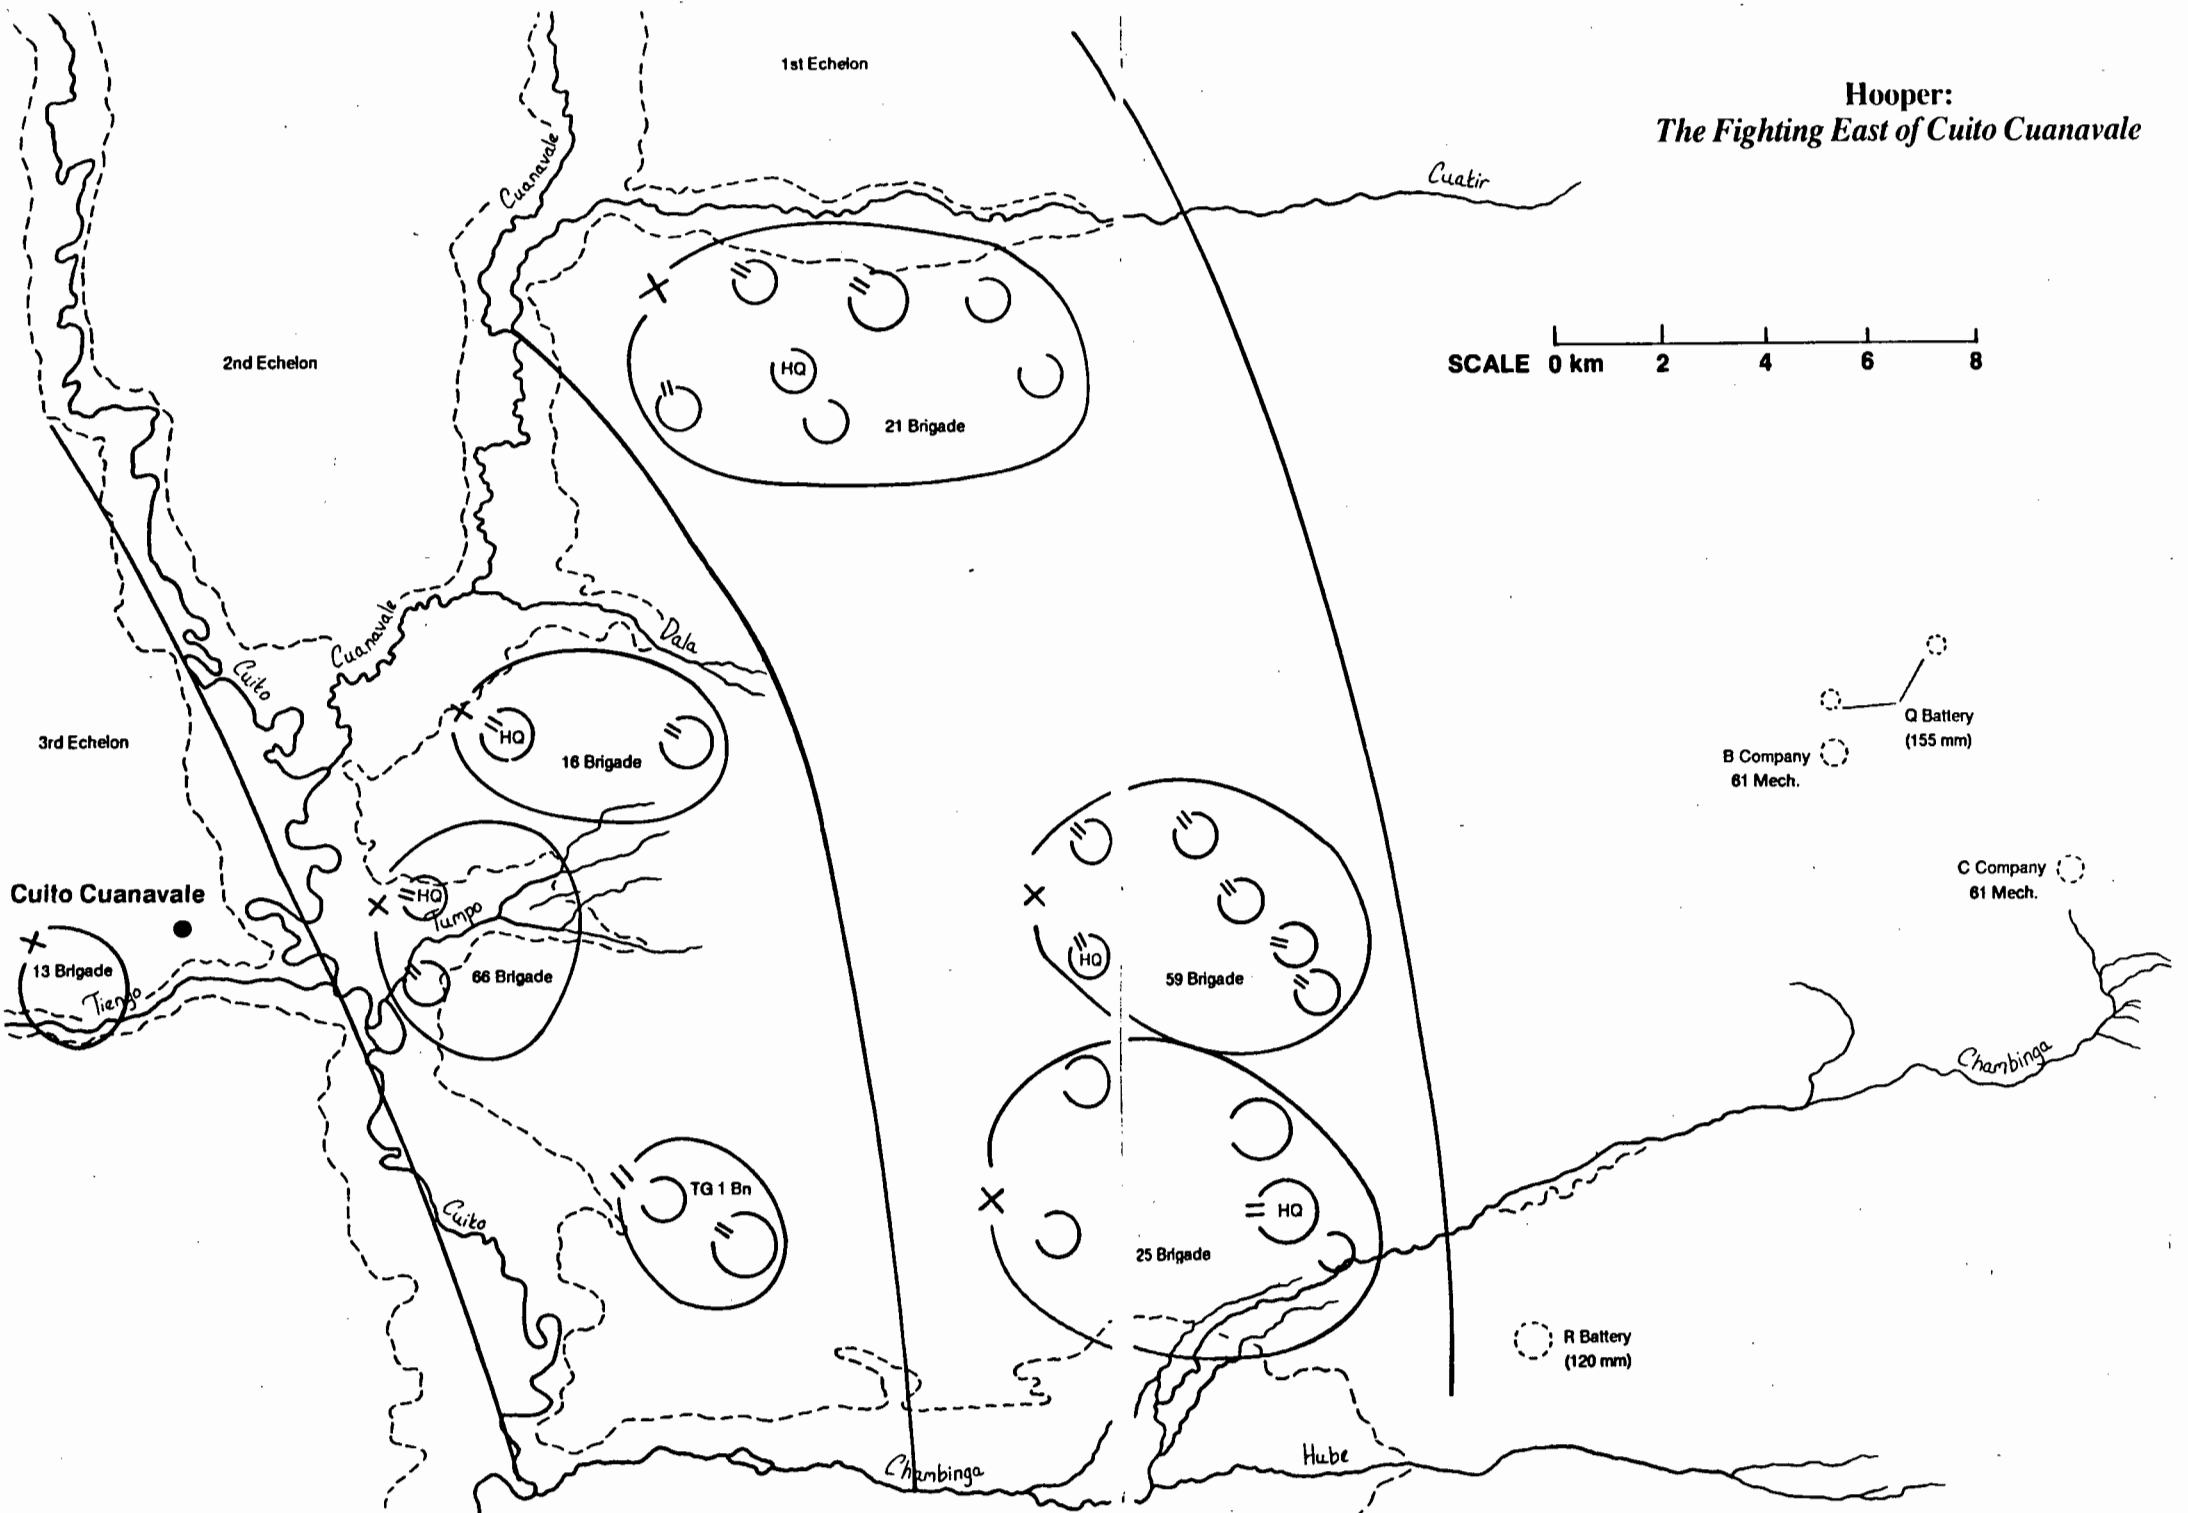 1st Echelon
Hooper:
The Fighting East of Cuito Cuanavale
Cuanavale
Cuatir
2nd Echelon
SCALE 0 km 2 4 6 8
HQ
21 Brigade
Cuanavale
Dala
Cuito
3rd Echelon
HQ
16 Brigade
Q Battery
(155 mm)
B Company
61 Mech.
C Company
61 Mech.
Cuito Cuanavale
HQ
Tumpo
66 Brigade
13 Brigade
Tiengo
HQ
59 Brigade
Chambinga
TG 1 Bn
Cuito
HQ
25 Brigade
R Battery
(120 mm)
Chambinga
Hube